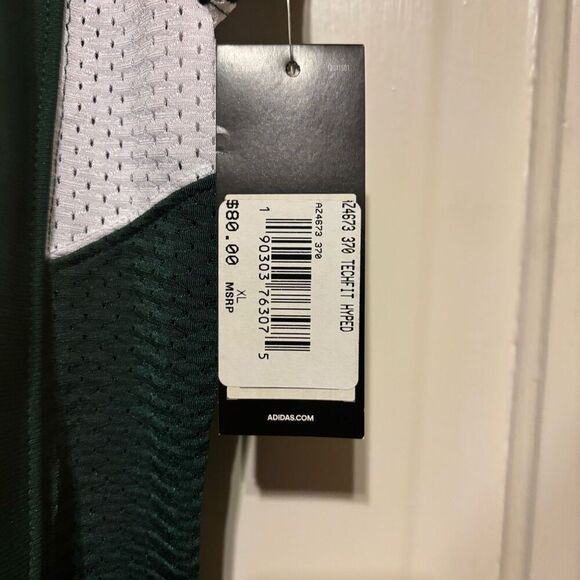 AZ4673 370 TECHFIT HYPED
AZ4673 370
1 90303 76307 5
XL
$80.00 MSRP
ADIDAS.COM